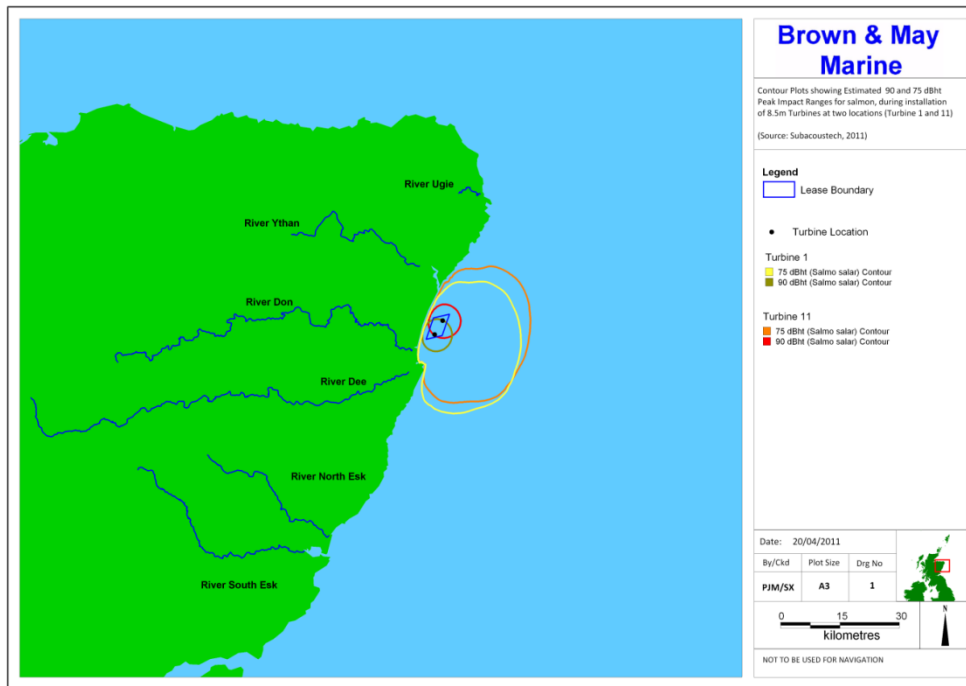 Brown & May
Marine
Contour Plots showing Estimated 90 and 75 dBht
Peak Impact Ranges for salmon, during installation
of 8.5m Turbines at two locations (Turbine 1 and 11)
(Source: Subacoustech, 2011)
Legend
Lease Boundary
Turbine Location
Turbine 1
75 dBht (Salmo salar) Contour
90 dBht (Salmo salar) Contour
Turbine 11
75 dBht (Salmo salar) Contour
90 dBht (Salmo salar) Contour
River Ugie
River Ythan
River Don
River Dee
River North Esk
River South Esk
Date: 20/04/2011
By/Ckd Plot Size Drg No
PJM/SX A3 1
0 15 30
kilometres
N
NOT TO BE USED FOR NAVIGATION